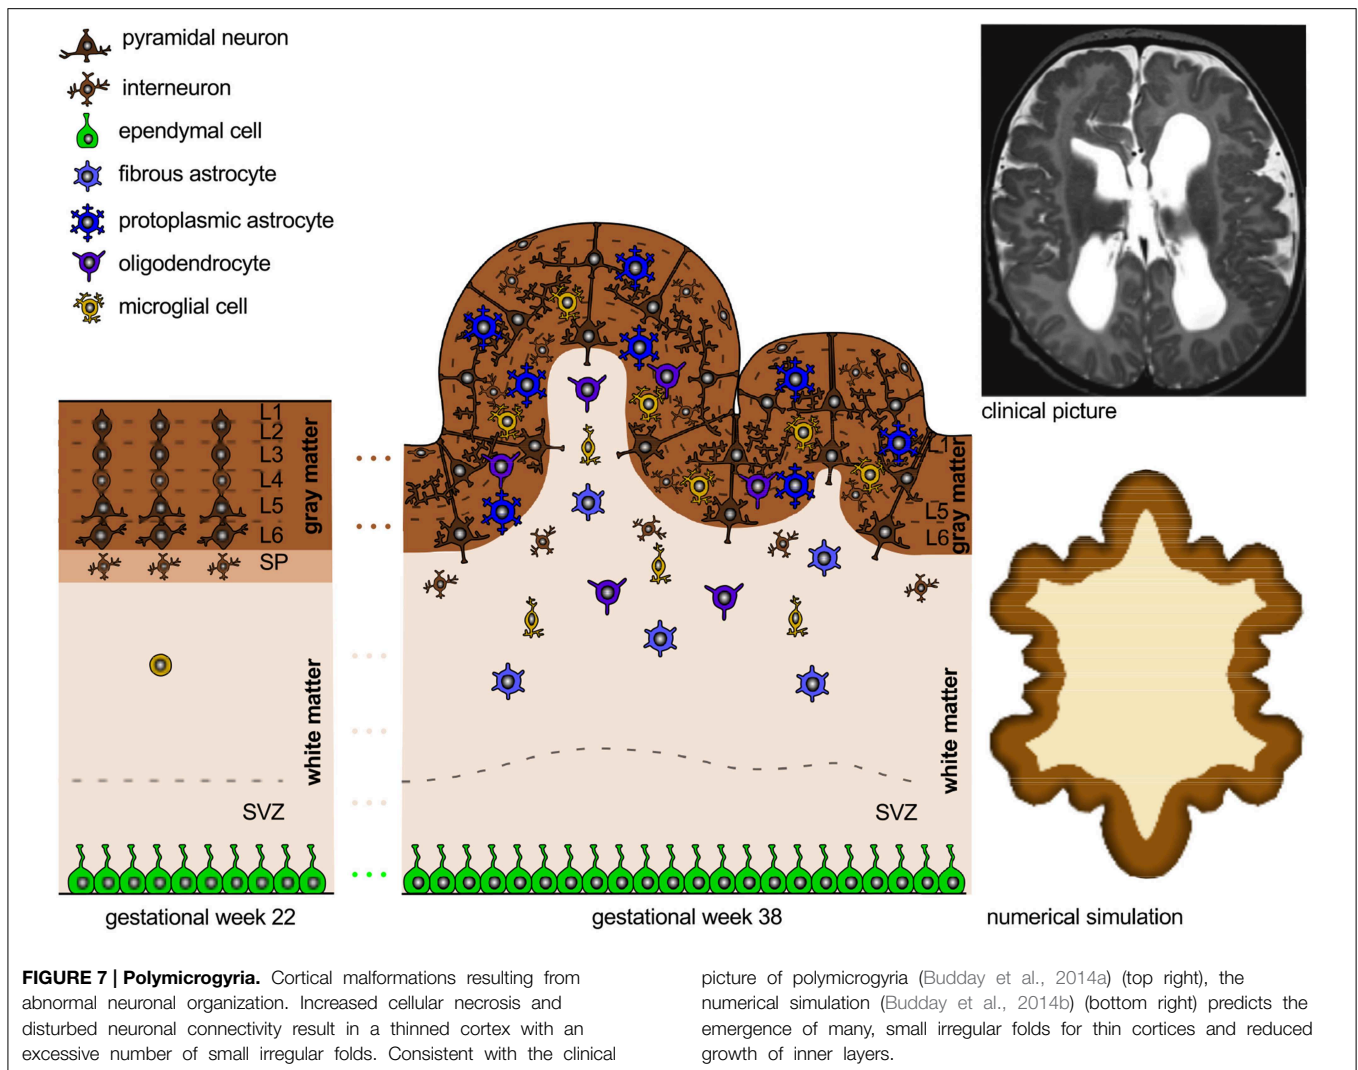 pyramidal neuron
interneuron
ependymal cell
fibrous astrocyte
protoplasmic astrocyte
oligodendrocyte
microglial cell
L1
L2
L3
L4
L5
L6
SP
gray matter
white matter
SVZ
gestational week 22
L1
L5
L6
gray matter
white matter
SVZ
gestational week 38
clinical picture
numerical simulation
FIGURE 7 | Polymicrogyria. Cortical malformations resulting from
abnormal neuronal organization. Increased cellular necrosis and
disturbed neuronal connectivity result in a thinned cortex with an
excessive number of small irregular folds. Consistent with the clinical
picture of polymicrogyria (Budday et al., 2014a) (top right), the
numerical simulation (Budday et al., 2014b) (bottom right) predicts the
emergence of many, small irregular folds for thin cortices and reduced
growth of inner layers.